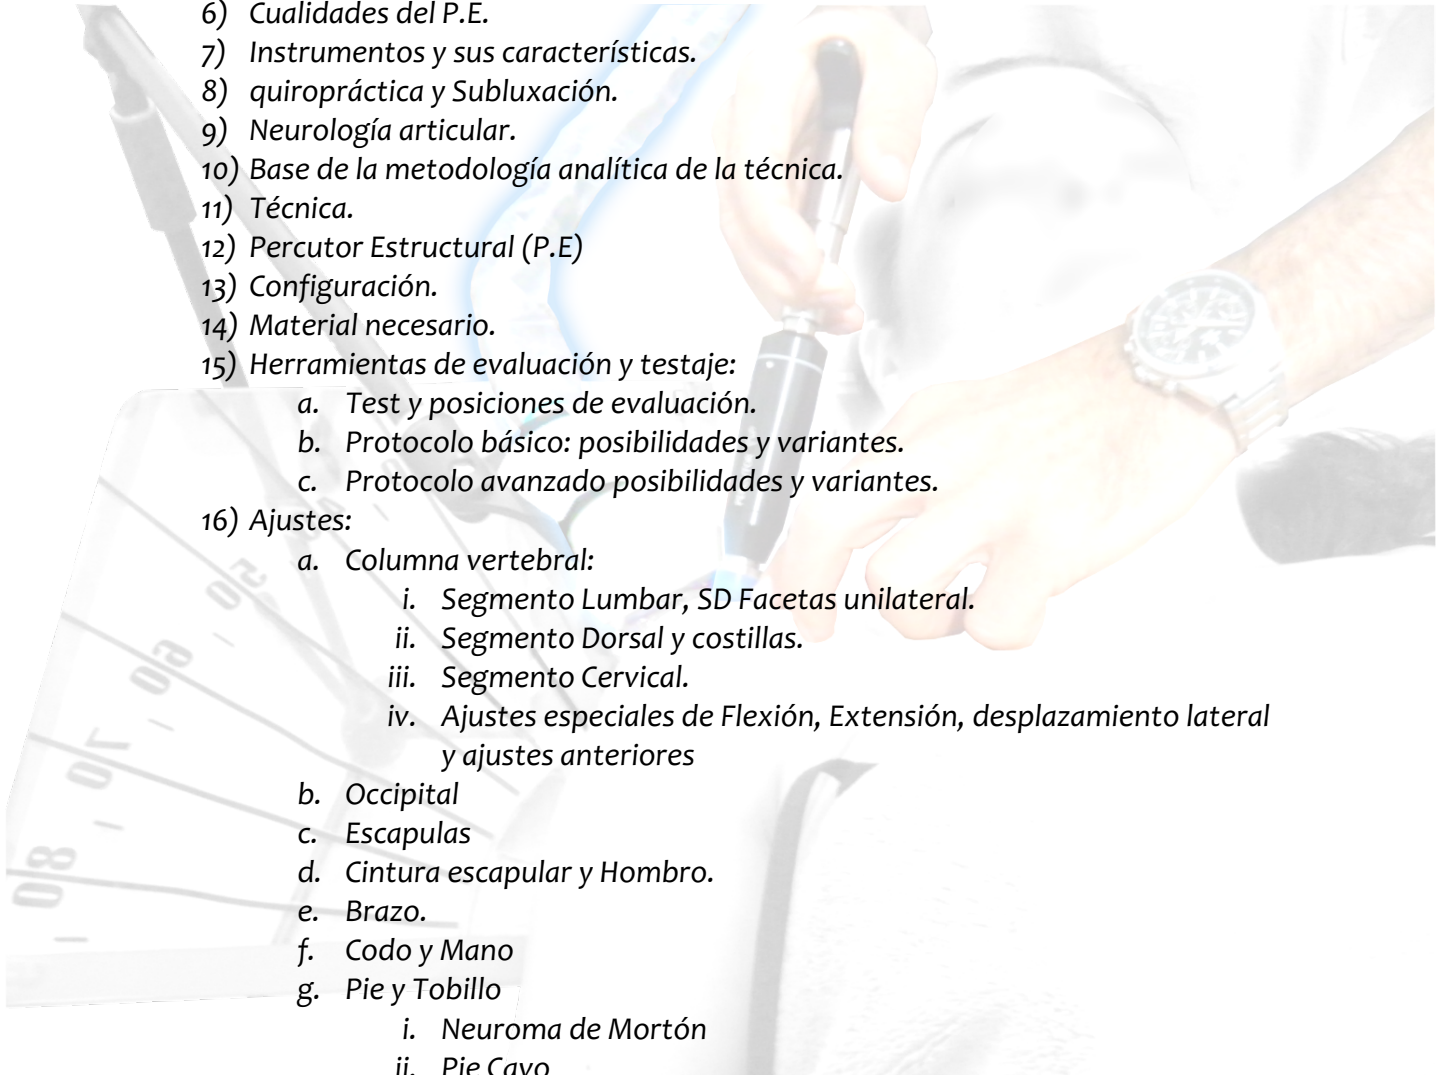 6) Cualidades del P.E.
7) Instrumentos y sus características.
8) quiropráctica y Subluxación.
9) Neurología articular.
10) Base de la metodología analítica de la técnica.
11) Técnica.
12) Percutor Estructural (P.E)
13) Configuración.
14) Material necesario.
15) Herramientas de evaluación y testaje:
a. Test y posiciones de evaluación.
b. Protocolo básico: posibilidades y variantes.
c. Protocolo avanzado posibilidades y variantes.
16) Ajustes:
a. Columna vertebral:
i. Segmento Lumbar, SD Facetas unilateral.
ii. Segmento Dorsal y costillas.
iii. Segmento Cervical.
iv. Ajustes especiales de Flexión, Extensión, desplazamiento lateral
y ajustes anteriores
b. Occipital
c. Escapulas
d. Cintura escapular y Hombro.
e. Brazo.
f. Codo y Mano
g. Pie y Tobillo
i. Neuroma de Mortón
ii. Pie Cavo
50
60
70
80